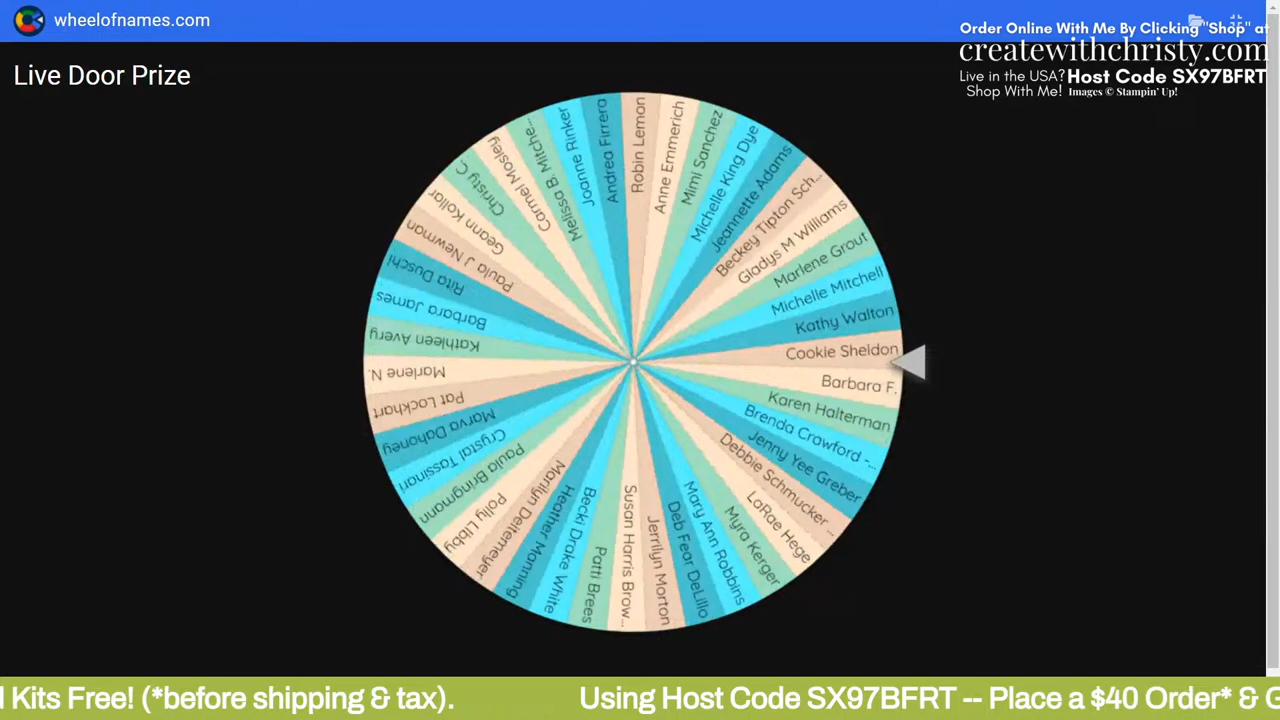 wheelofnames.com
Order Online With Me By Clicking "Shop" at
createwithchristy.com
Live in the USA? Host Code SX97BFRT
Shop With Me! Images © Stampin' Up!
Live Door Prize
Robin Lemon
Anne Emmerich
Mimi Sanchez
Michelle King Dye
Jeannette Adams
Beckey Tipton Sch...
Gladys M Williams
Marlene Grout
Michelle Mitchell
Kathy Walton
Cookie Sheldon
Barbara F.
Karen Halterman
Brenda Crawford -...
Jenny Yee Greber
Debbie Schmucker ...
LaRae Hege
Myra Kerger
Mary Ann Robbins
Deb Fear DeLillo
Jerrilyn Morton
Susan Harris Brow...
Patti Brees
Becki Drake White
Heather Manning
Marilyn Deitemeyer
Polly Libby
Paula Bringmann
Crystal Tassinari
Marva Dahoney
Pat Lockhart
Marlene N.
Kathleen Avery
Barbara James
Rita Duschi
Paula J Newman
Geann Kollar
Christy C.
Carmel Mosley
Melissa B. Mitche...
Joanne Rinker
Andrea Firrera
d Kits Free! (*before shipping & tax). Using Host Code SX97BFRT -- Place a $40 Order* & G